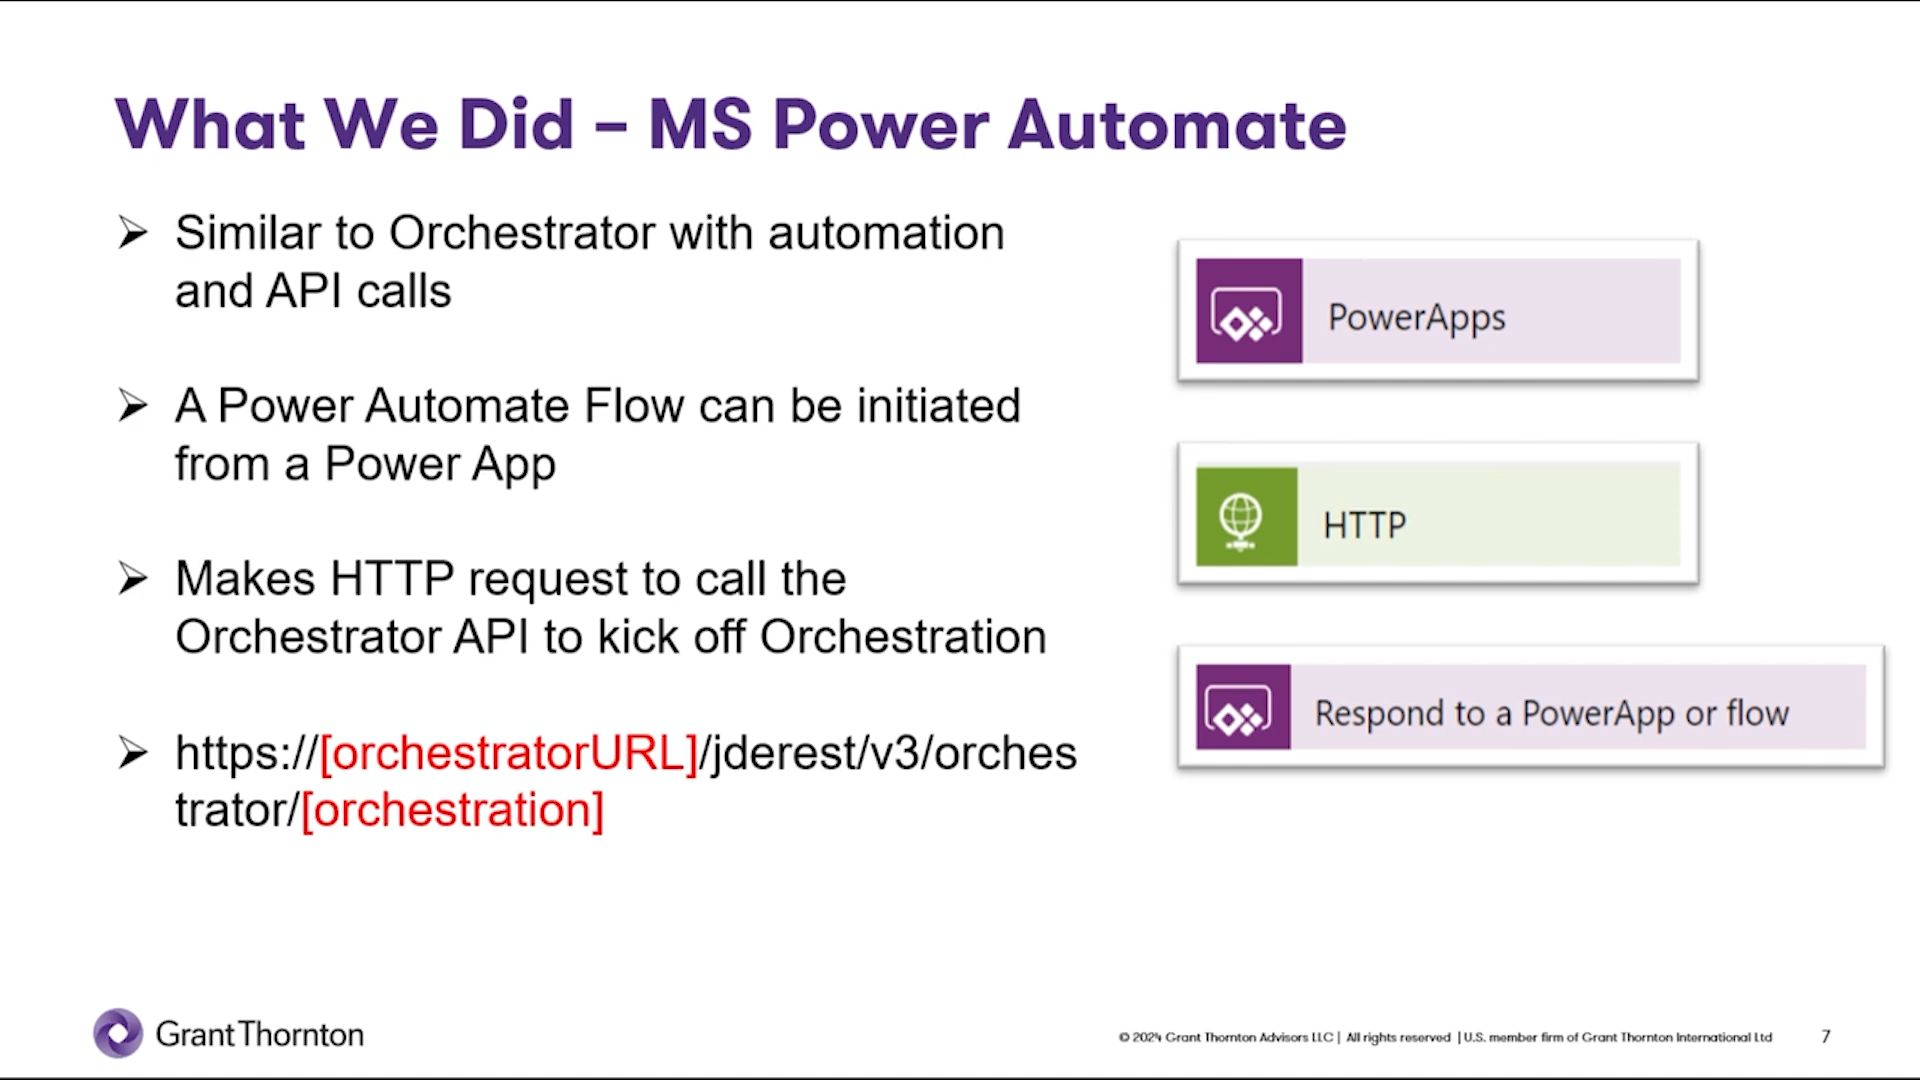 What We Did – MS Power Automate
➢ Similar to Orchestrator with automation
and API calls
➢ A Power Automate Flow can be initiated
from a Power App
➢ Makes HTTP request to call the
Orchestrator API to kick off Orchestration
➢ https://[orchestratorURL]/jderest/v3/orches
trator/[orchestration]
PowerApps
HTTP
Respond to a PowerApp or flow
GrantThornton
© 2024 Grant Thornton Advisors LLC | All rights reserved | U.S. member firm of Grant Thornton International Ltd
7